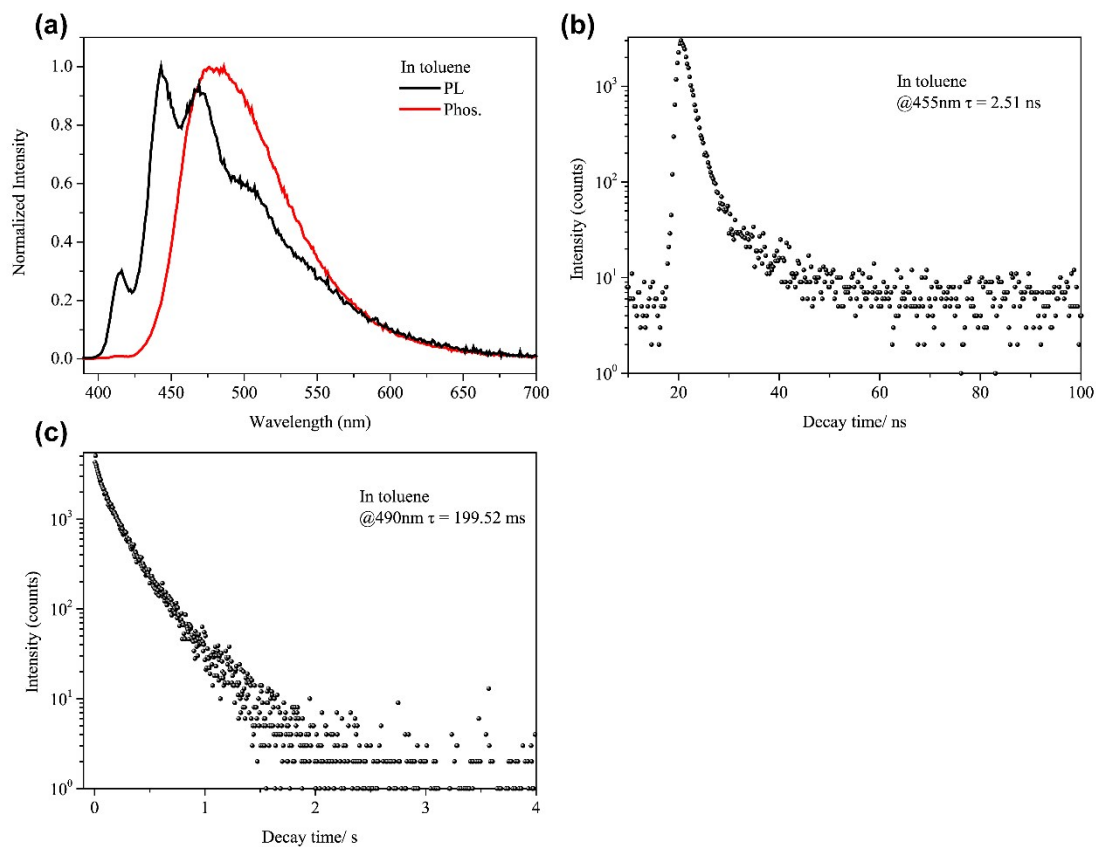 (a)
In toluene
PL
Phos.
1.0
0.8
0.6
0.4
0.2
0.0
Normalized Intensity
400 450 500 550 600 650 700
Wavelength (nm)
(b)
In toluene
@455nm τ = 2.51 ns
10³
10²
10¹
10⁰
Intensity (counts)
20 40 60 80 100
Decay time/ ns
(c)
In toluene
@490nm τ = 199.52 ms
10³
10²
10¹
10⁰
Intensity (counts)
0 1 2 3 4
Decay time/ s